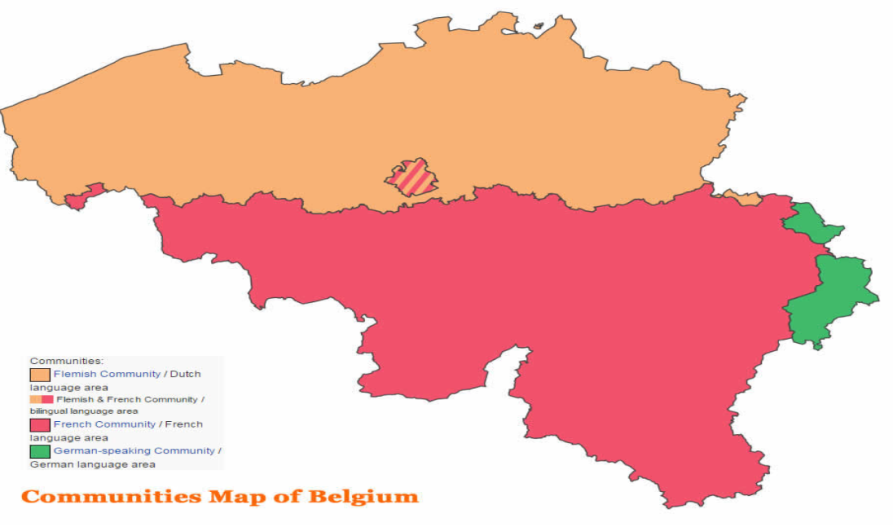 Communities:
Flemish Community / Dutch
language area
Flemish & French Community /
bilingual language area
French Community / French
language area
German-speaking Community /
German language area
Communities Map of Belgium